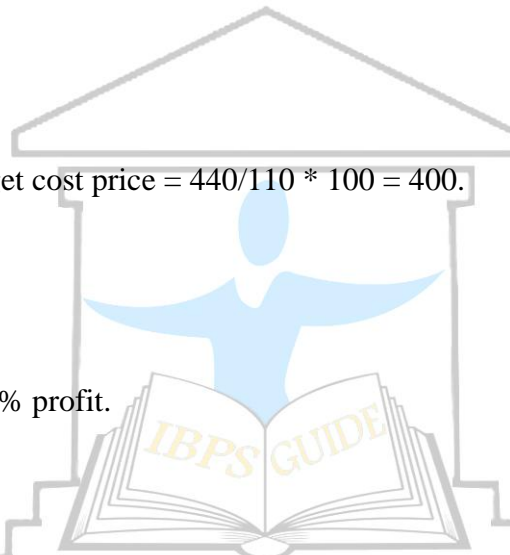 et cost price = 440/110 * 100 = 400.
% profit.
IBPS GUIDE